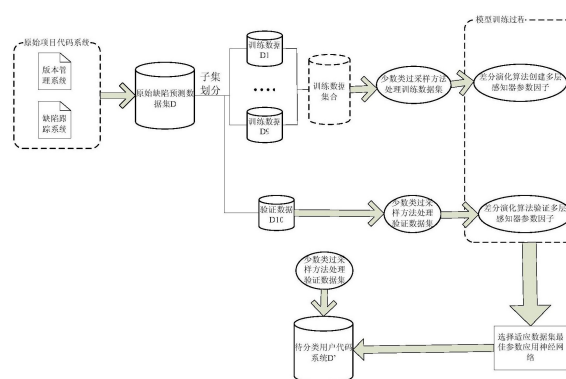 原始项目代码系统
版本管
理系统
缺陷跟
踪系统
原始缺陷预测数
据集D
子集
划分
训练数据
D1
训练数据
D9
训练数据
集合
少数类过采样方法
处理训练数据集
模型训练过程
差分演化算法创建多层
感知器参数因子
验证数据
D10
少数类过采
样方法处理
验证数据集
差分演化算法验证多层
感知器参数因子
少数类过采
样方法处理
验证数据集
待分类用户代码
系统D'
选择适应数据集最
佳参数应用神经网
络